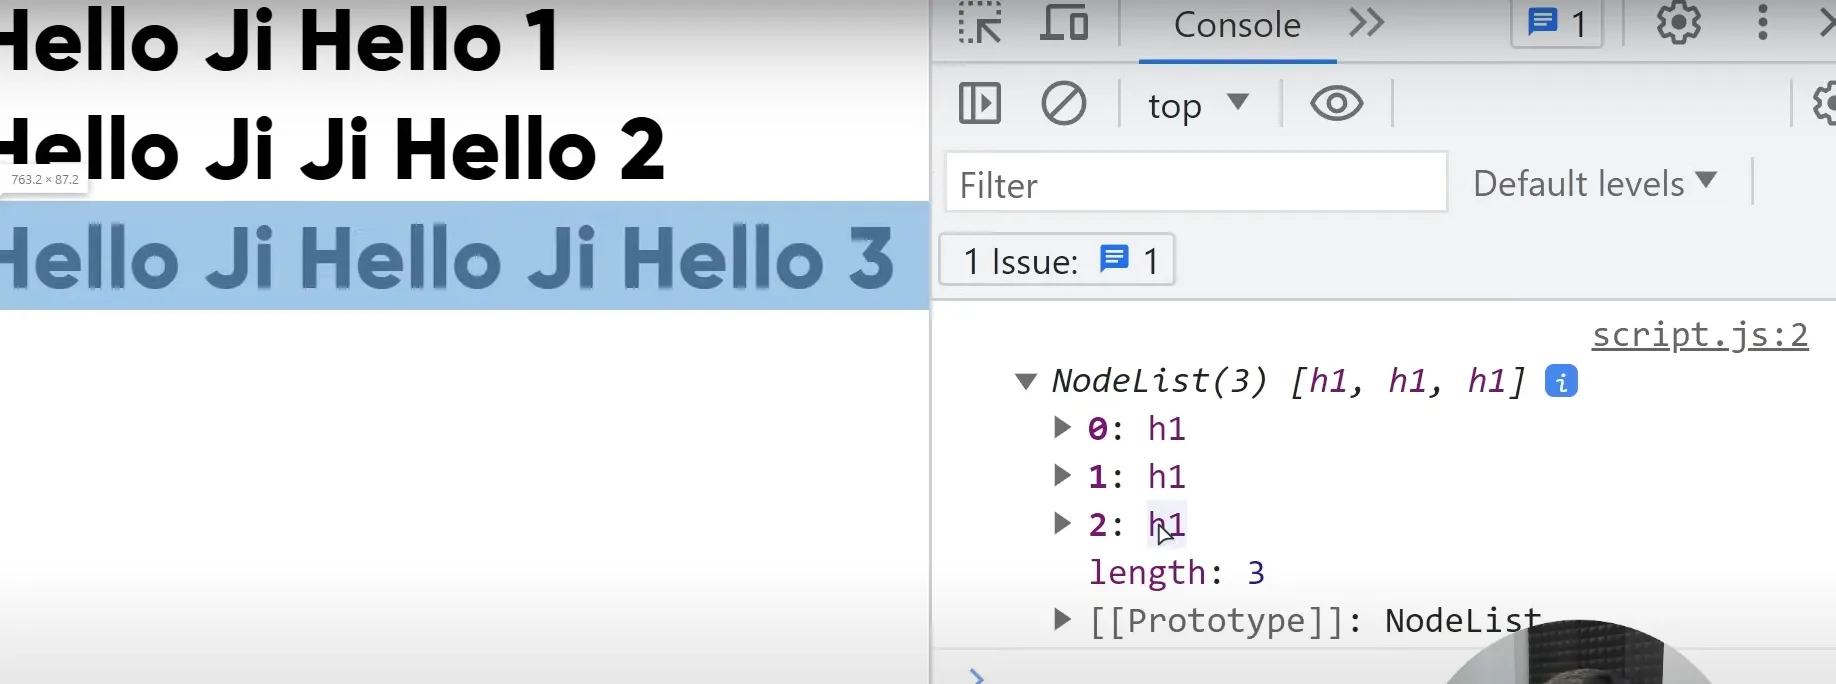 Hello Ji Hello 1
Hello Ji Ji Hello 2
763.2 × 87.2
Hello Ji Hello Ji Hello 3
Console 1
top
Filter Default levels
1 Issue: 1
script.js:2
NodeList(3) [h1, h1, h1] i
0: h1
1: h1
2: h1
length: 3
[[Prototype]]: NodeList